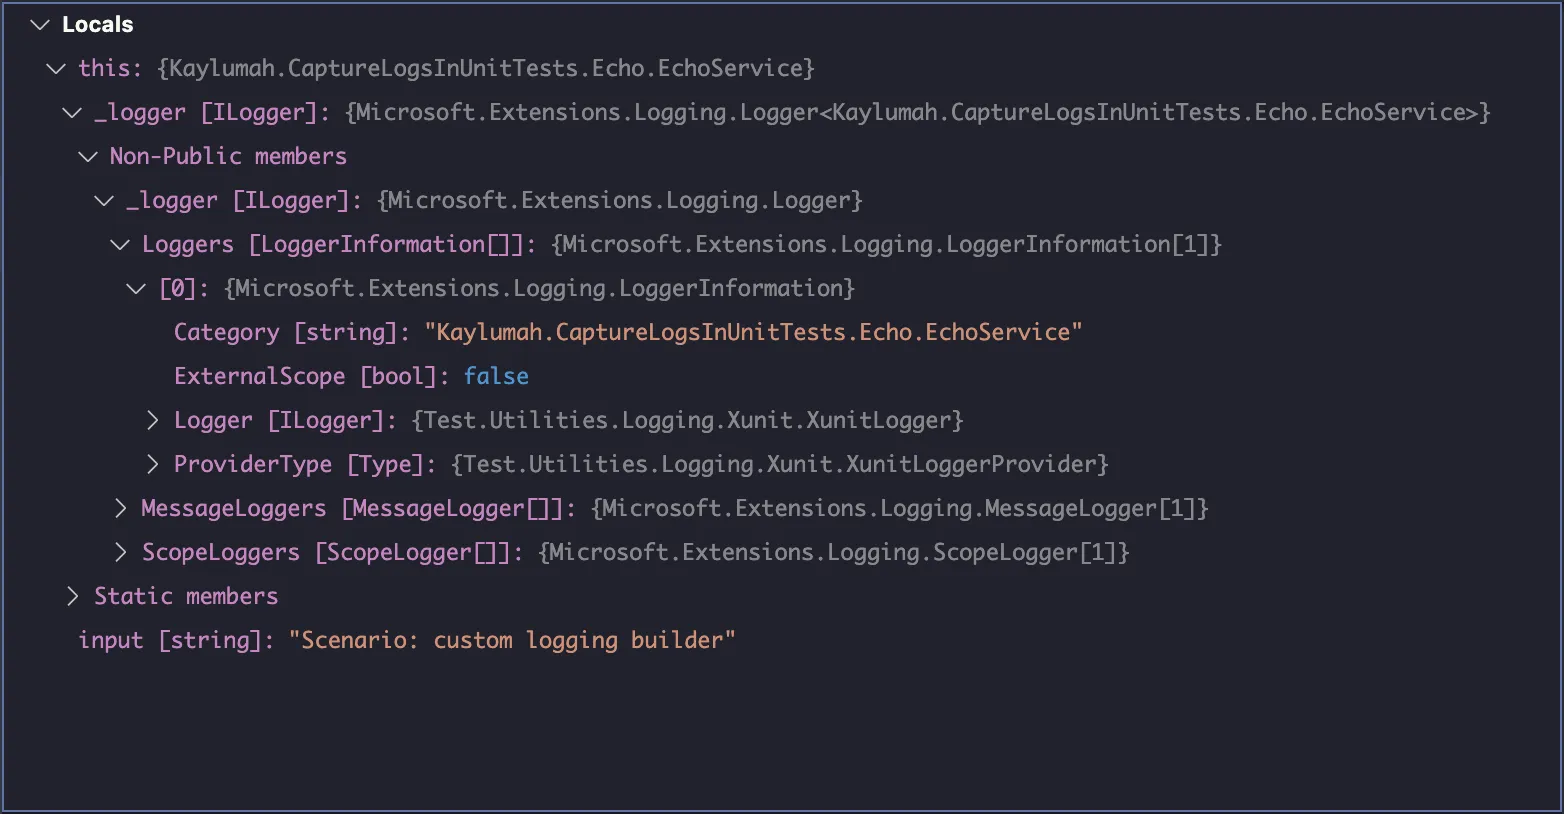 Locals
this: {Kaylumah.CaptureLogsInUnitTests.Echo.EchoService}
_logger [ILogger]: {Microsoft.Extensions.Logging.Logger<Kaylumah.CaptureLogsInUnitTests.Echo.EchoService>}
Non-Public members
_logger [ILogger]: {Microsoft.Extensions.Logging.Logger}
Loggers [LoggerInformation[]]: {Microsoft.Extensions.Logging.LoggerInformation[1]}
[0]: {Microsoft.Extensions.Logging.LoggerInformation}
Category [string]: "Kaylumah.CaptureLogsInUnitTests.Echo.EchoService"
ExternalScope [bool]: false
Logger [ILogger]: {Test.Utilities.Logging.Xunit.XunitLogger}
ProviderType [Type]: {Test.Utilities.Logging.Xunit.XunitLoggerProvider}
MessageLoggers [MessageLogger[]]: {Microsoft.Extensions.Logging.MessageLogger[1]}
ScopeLoggers [ScopeLogger[]]: {Microsoft.Extensions.Logging.ScopeLogger[1]}
Static members
input [string]: "Scenario: custom logging builder"